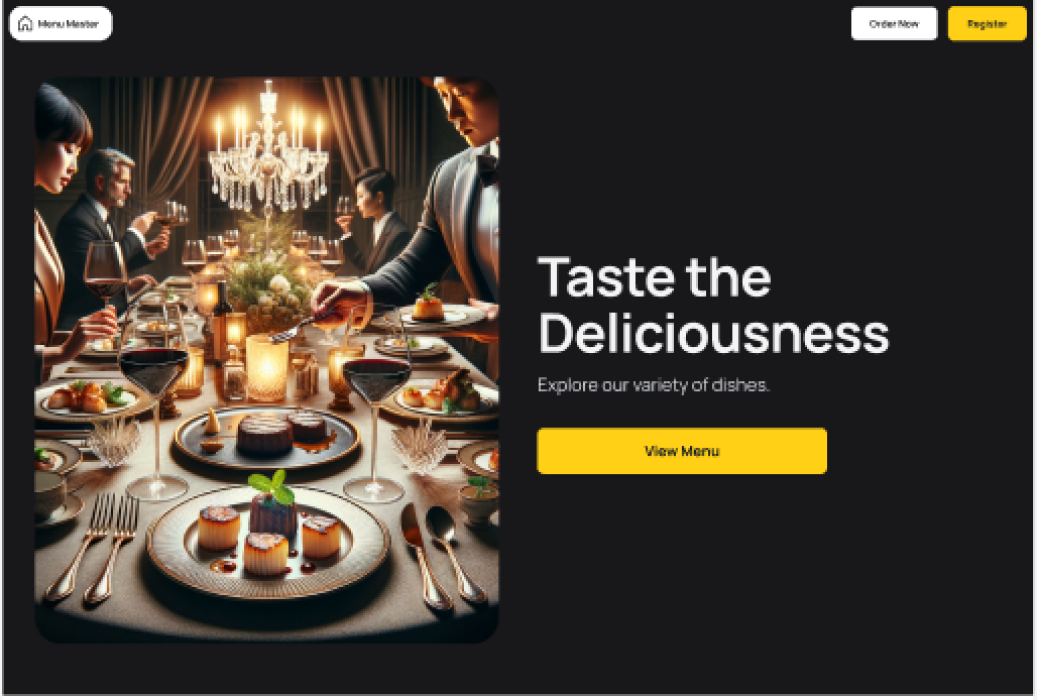 Menu Master
Order Now
Register
Taste the
Deliciousness
Explore our variety of dishes.
View Menu